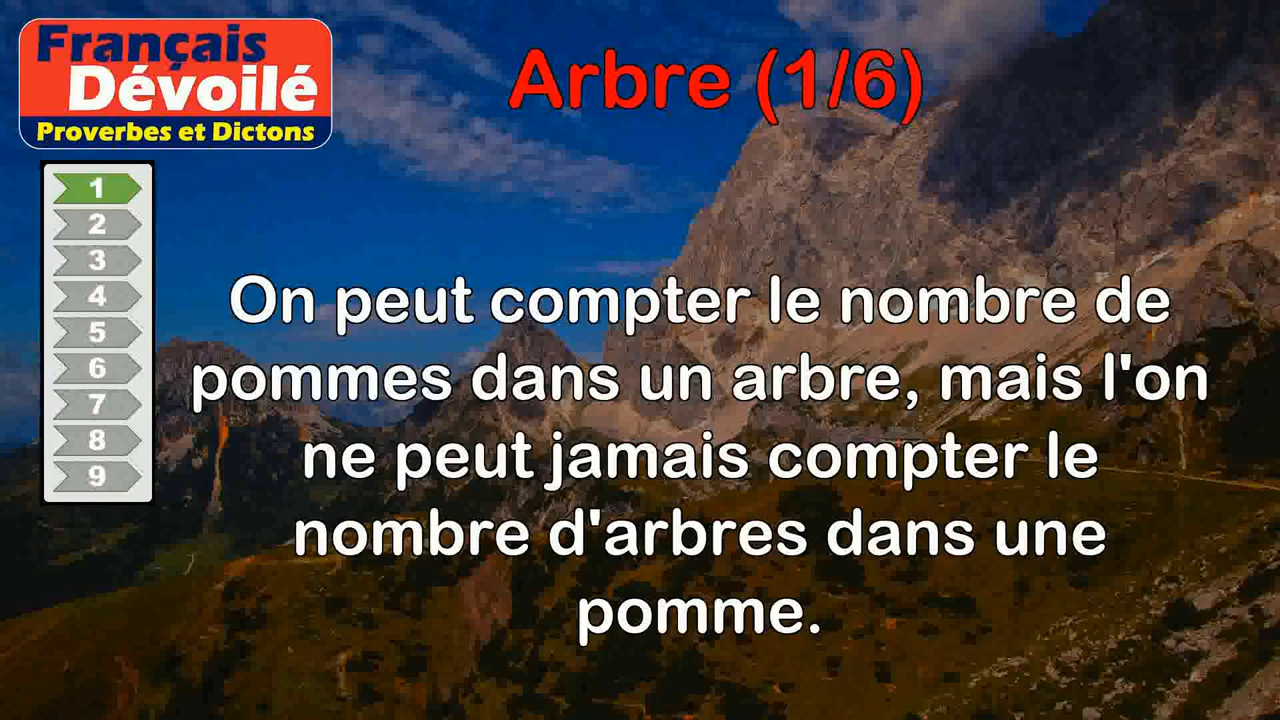 Français
Dévoilé
Proverbes et Dictons
Arbre (1/6)
1
2
3
4
5
6
7
8
9
On peut compter le nombre de
pommes dans un arbre, mais l'on
ne peut jamais compter le
nombre d'arbres dans une
pomme.